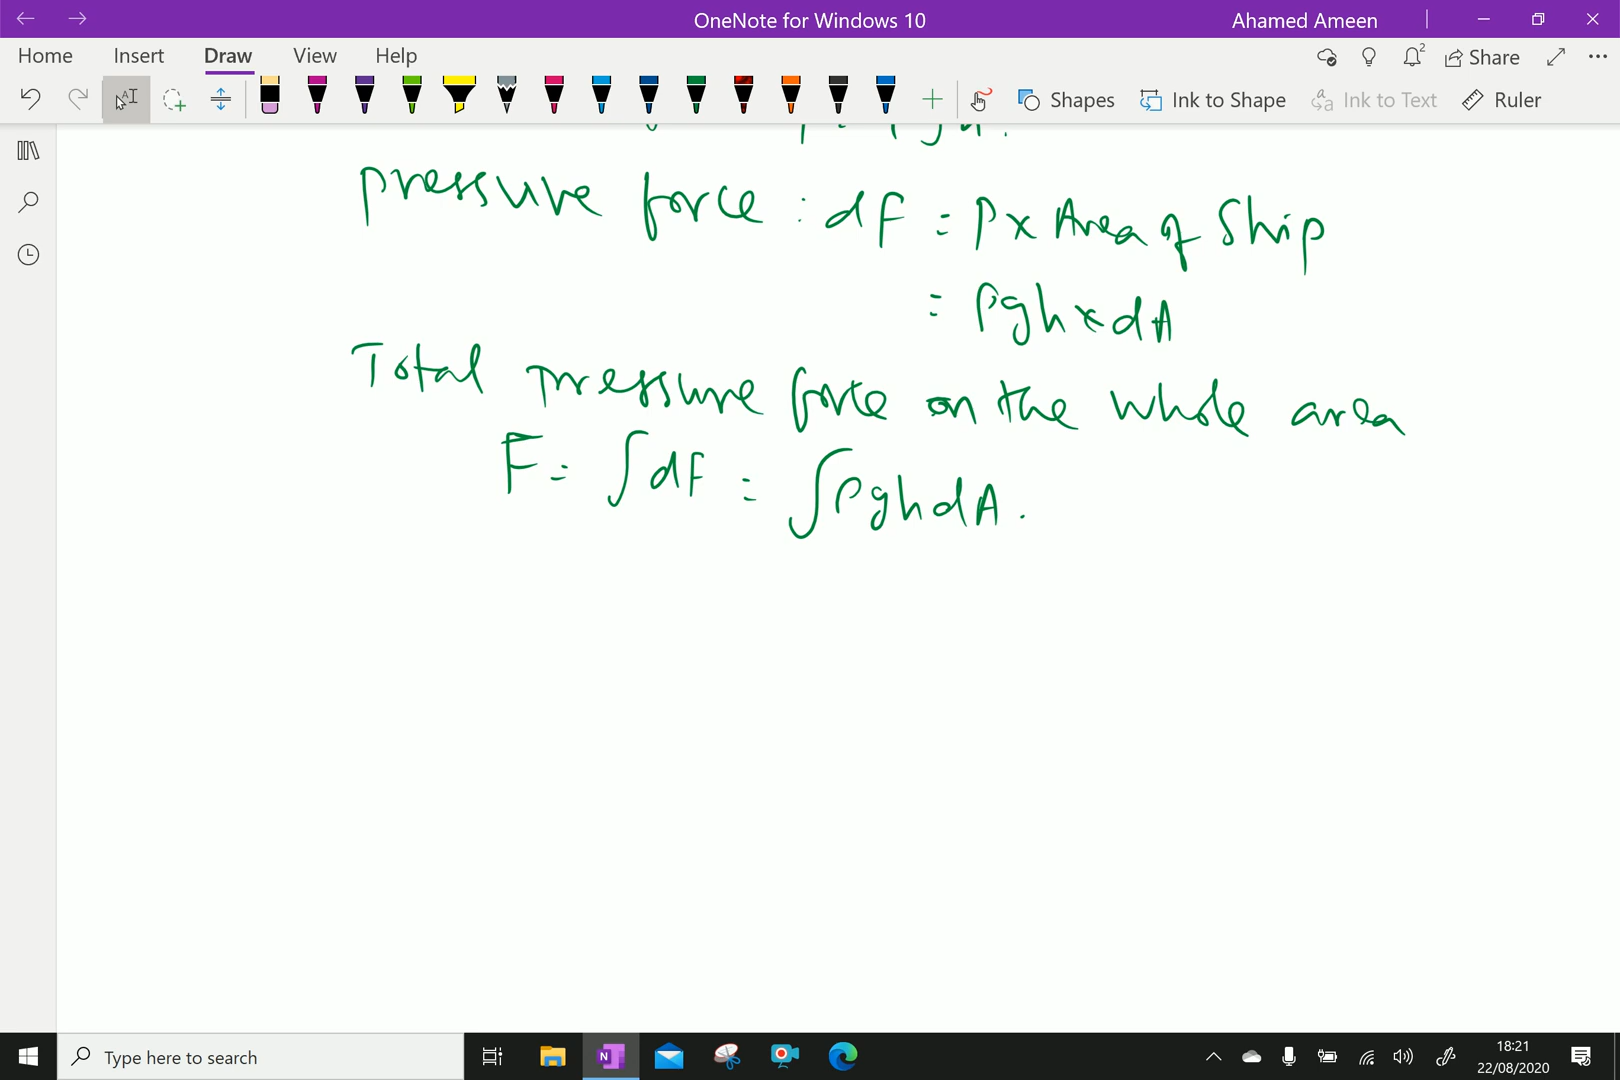 OneNote for Windows 10
Ahamed Ameen
Home Insert Draw View Help
2 Share
Shapes Ink to Shape Ink to Text Ruler
pressure force : dF = P x Area of Ship
= ρgh x dA
Total pressure force on the whole area
F = ∫dF = ∫ρghdA.
Type here to search
18:21
22/08/2020